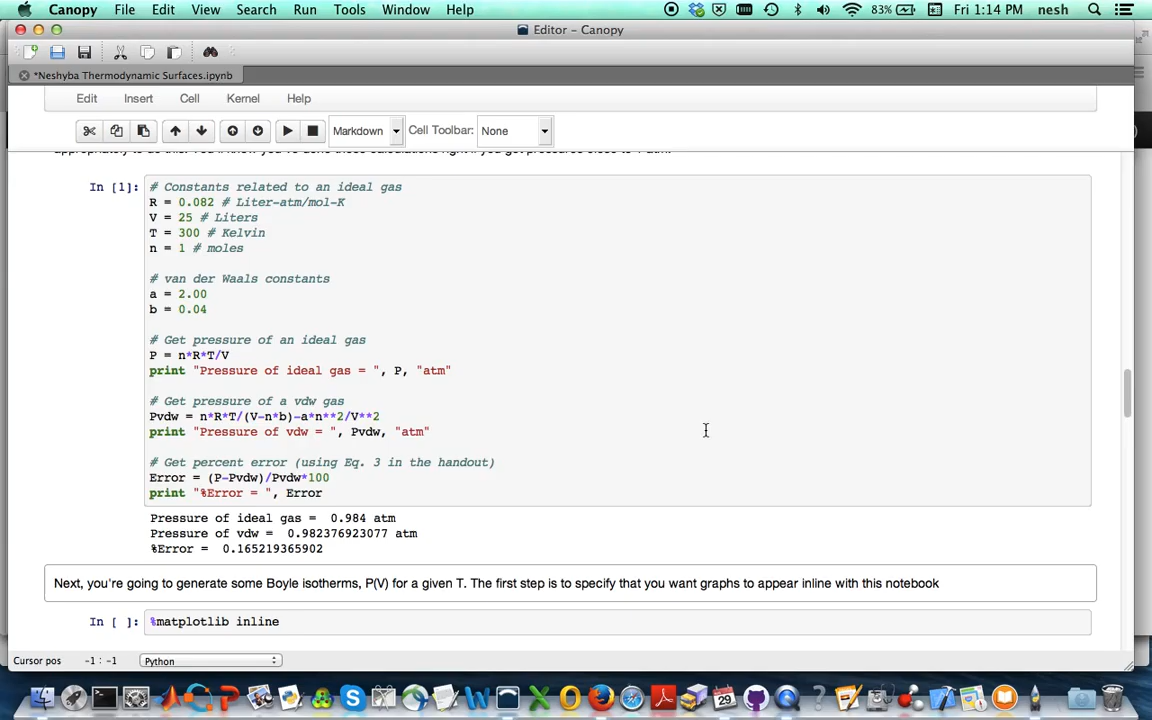 Canopy File Edit View Search Run Tools Window Help 83% Fri 1:14 PM nesh
Editor – Canopy
*Neshyba Thermodynamic Surfaces.ipynb
Edit Insert Cell Kernel Help
Markdown Cell Toolbar: None
In [1]: # Constants related to an ideal gas
R = 0.082 # Liter-atm/mol-K
V = 25 # Liters
T = 300 # Kelvin
n = 1 # moles
# van der Waals constants
a = 2.00
b = 0.04
# Get pressure of an ideal gas
P = n*R*T/V
print "Pressure of ideal gas = ", P, "atm"
# Get pressure of a vdw gas
Pvdw = n*R*T/(V-n*b)-a*n**2/V**2
print "Pressure of vdw = ", Pvdw, "atm"
# Get percent error (using Eq. 3 in the handout)
Error = (P-Pvdw)/Pvdw*100
print "%Error = ", Error
Pressure of ideal gas =  0.984 atm
Pressure of vdw =  0.982376923077 atm
%Error =  0.165219365902
Next, you're going to generate some Boyle isotherms, P(V) for a given T. The first step is to specify that you want graphs to appear inline with this notebook
In [ ]: %matplotlib inline
Cursor pos -1 : -1 Python